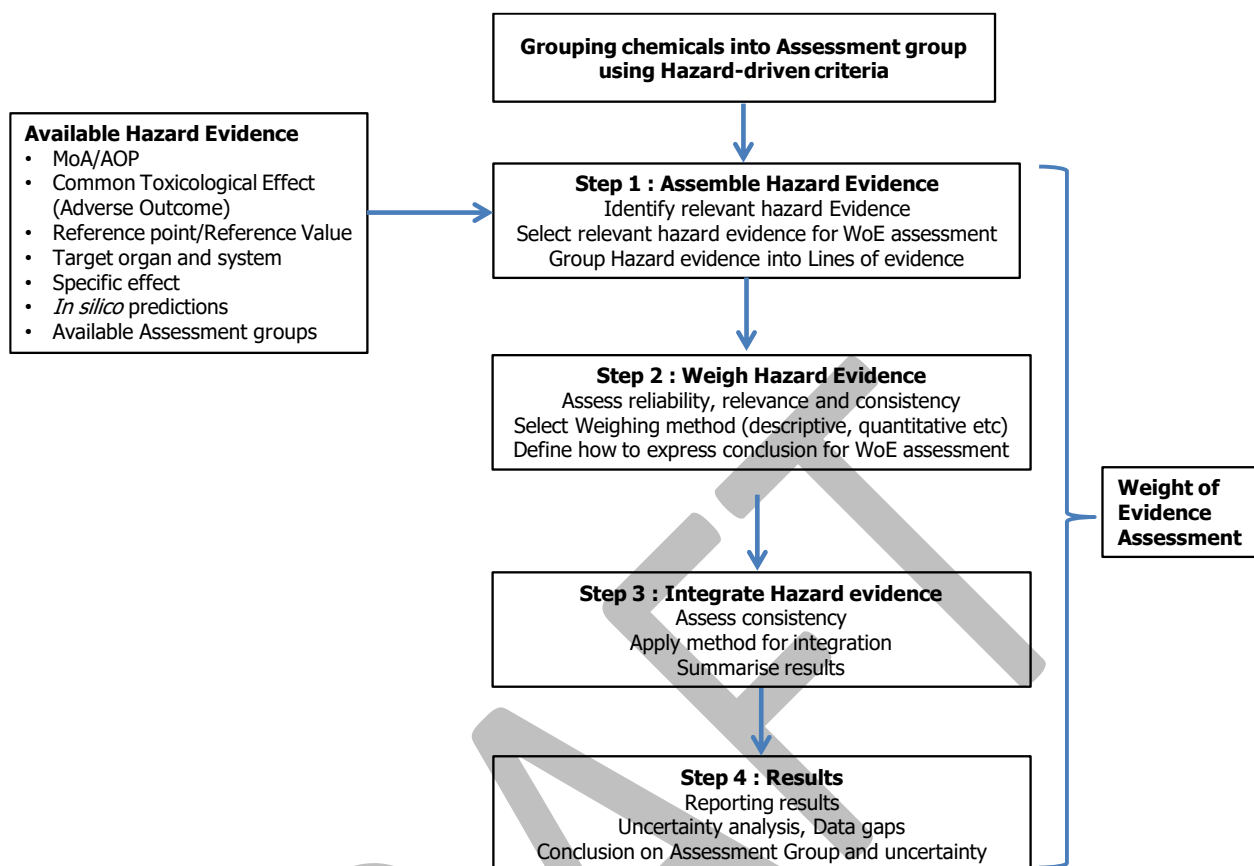 Grouping chemicals into Assessment group
using Hazard-driven criteria
Available Hazard Evidence
• MoA/AOP
• Common Toxicological Effect
(Adverse Outcome)
• Reference point/Reference Value
• Target organ and system
• Specific effect
• In silico predictions
• Available Assessment groups
Step 1 : Assemble Hazard Evidence
Identify relevant hazard Evidence
Select relevant hazard evidence for WoE assessment
Group Hazard evidence into Lines of evidence
Step 2 : Weigh Hazard Evidence
Assess reliability, relevance and consistency
Select Weighing method (descriptive, quantitative etc)
Define how to express conclusion for WoE assessment
Step 3 : Integrate Hazard evidence
Assess consistency
Apply method for integration
Summarise results
Step 4 : Results
Reporting results
Uncertainty analysis, Data gaps
Conclusion on Assessment Group and uncertainty
Weight of
Evidence
Assessment
AFT